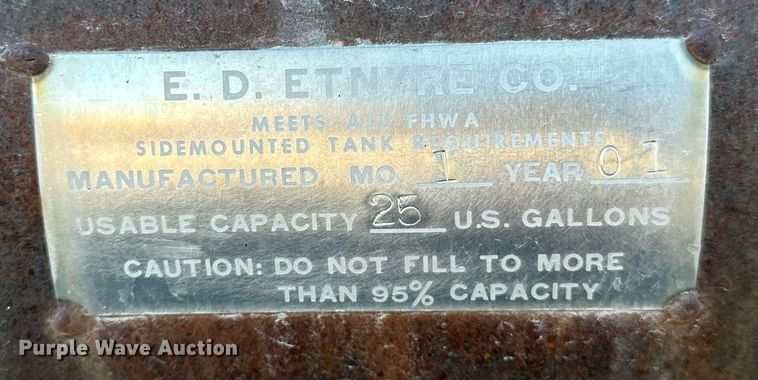 E. D. ETNYRE CO.
MEETS ALL FHWA
SIDEMOUNTED TANK REQUIREMENTS
MANUFACTURED MO. 1 YEAR 01
USABLE CAPACITY 25 U.S. GALLONS
CAUTION: DO NOT FILL TO MORE
THAN 95% CAPACITY
Purple Wave Auction